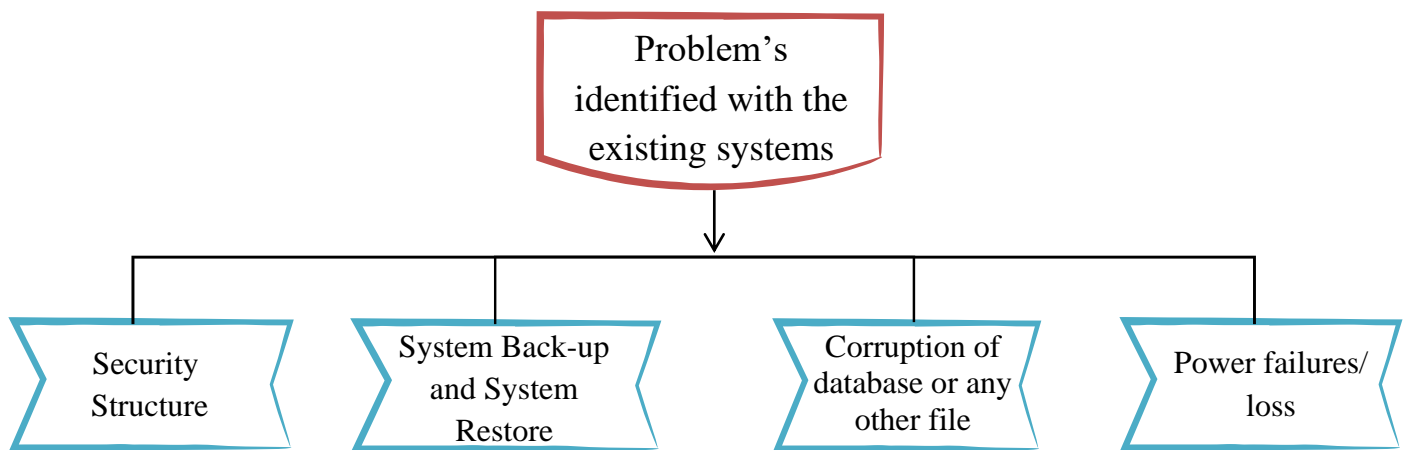 Problem’s
identified with the
existing systems
Security
Structure
System Back-up
and System
Restore
Corruption of
database or any
other file
Power failures/
loss